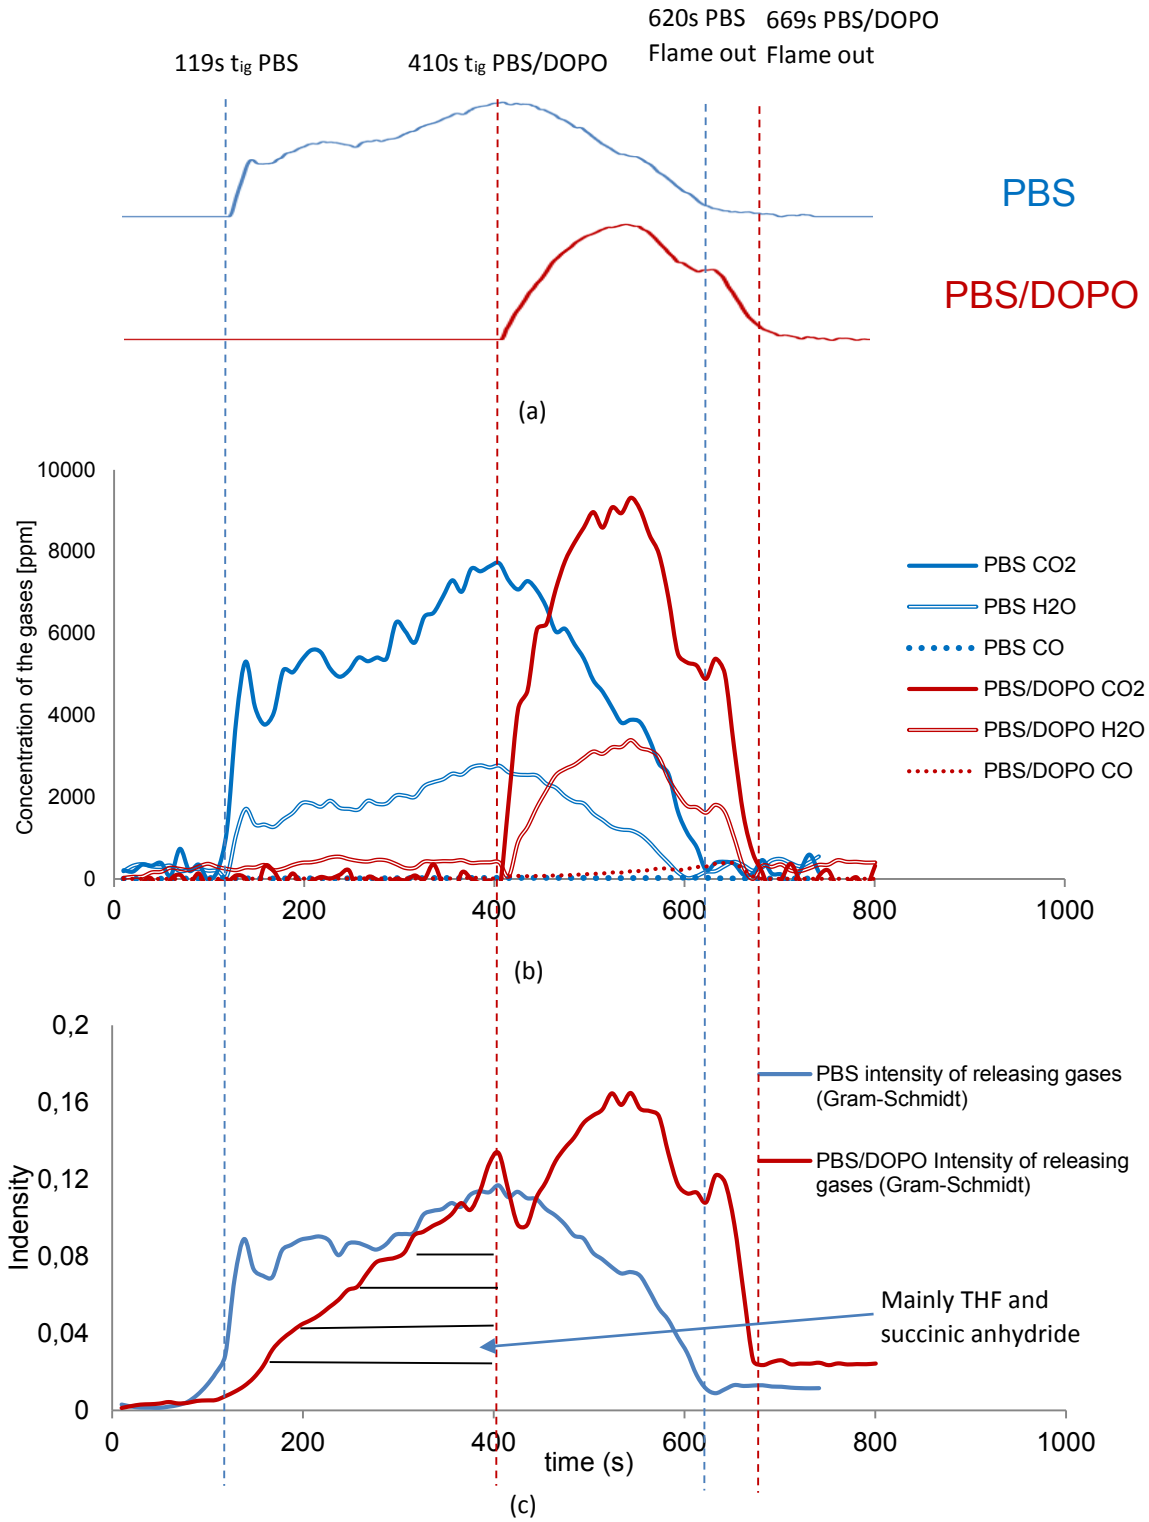 620s PBS
Flame out
669s PBS/DOPO
Flame out
119s tig PBS
410s tig PBS/DOPO
PBS
PBS/DOPO
(a)
Concentration of the gases [ppm]
10000
8000
6000
4000
2000
0
0 200 400 600 800 1000
PBS CO2
PBS H2O
PBS CO
PBS/DOPO CO2
PBS/DOPO H2O
PBS/DOPO CO
(b)
Indensity
0,2
0,16
0,12
0,08
0,04
0
0 200 400 600 800 1000
time (s)
PBS intensity of releasing gases
(Gram-Schmidt)
PBS/DOPO Intensity of releasing
gases (Gram-Schmidt)
Mainly THF and
succinic anhydride
(c)